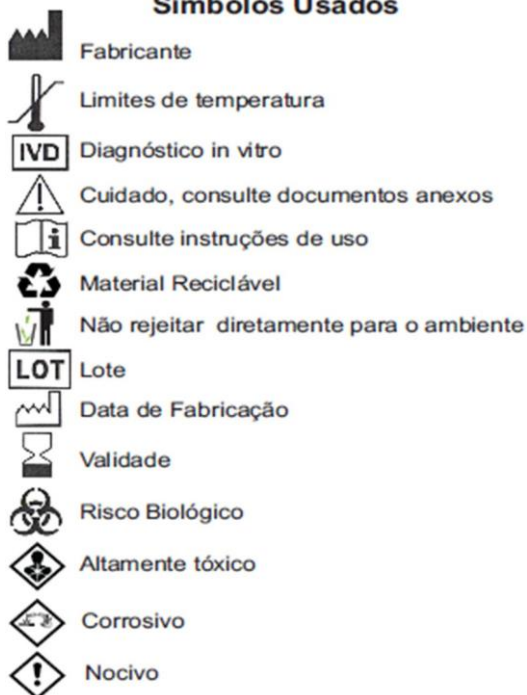 Símbolos Usados
Fabricante
Limites de temperatura
IVD Diagnóstico in vitro
Cuidado, consulte documentos anexos
i Consulte instruções de uso
Material Reciclável
Não rejeitar diretamente para o ambiente
LOT Lote
Data de Fabricação
Validade
Risco Biológico
Altamente tóxico
Corrosivo
Nocivo